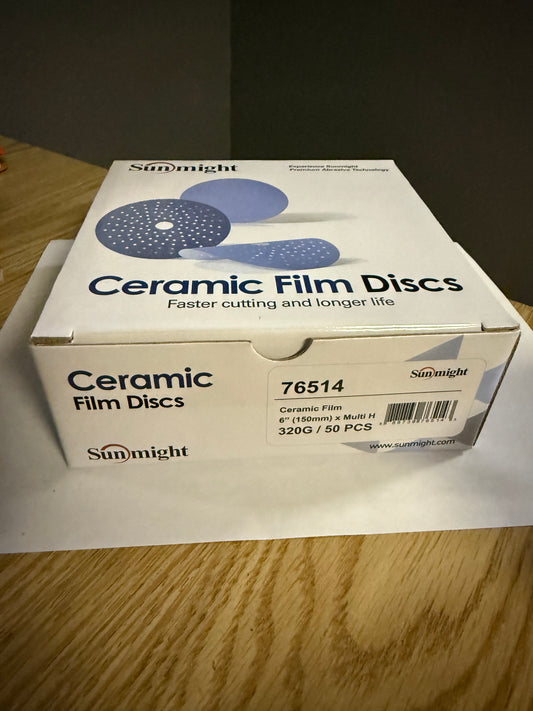 Sunmight
Experience Sunmight
Premium Abrasive Technology
Ceramic Film Discs
Faster cutting and longer life
Ceramic
Film Discs
Sunmight
76514
Sunmight
Ceramic Film
6" (150mm) x Multi H
320G / 50 PCS
www.sunmight.com